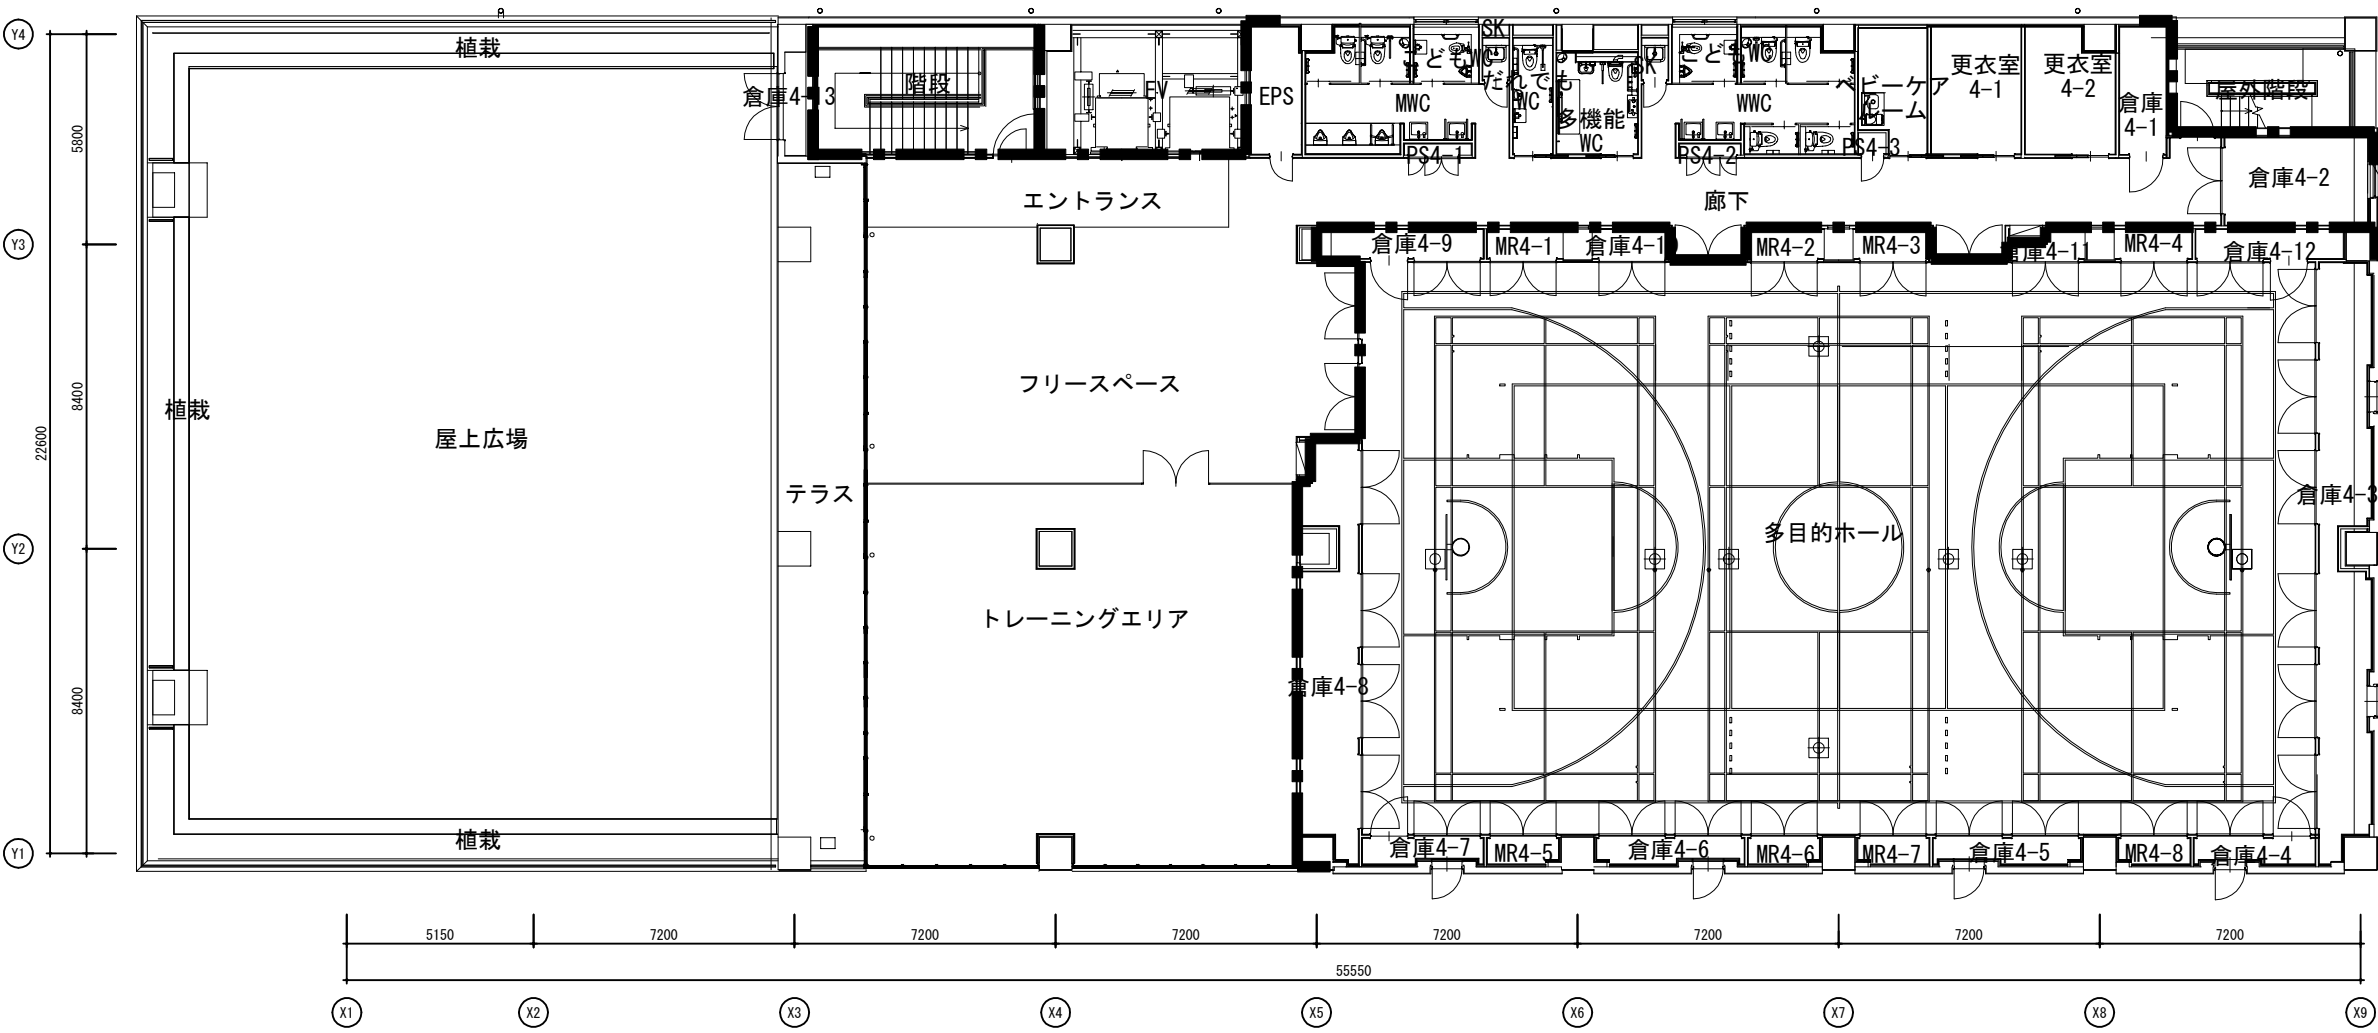 Y4
植栽
SK
こどもWC
こどもWC
SK
EV
階段
倉庫4-13
EPS
MWC
だれでも
WC
多機能
WC
WWC
ベビーケア
ルーム
更衣室
4-1
更衣室
4-2
倉庫
4-1
屋外階段
5800
PS4-1
PS4-2
PS4-3
エントランス
廊下
倉庫4-2
Y3
倉庫4-9
MR4-1
MR4-2
MR4-3
倉庫4-11
MR4-4
倉庫4-12
フリースペース
8400
植栽
22600
屋上広場
テラス
倉庫4-3
多目的ホール
Y2
トレーニングエリア
倉庫4-8
8400
植栽
Y1
倉庫4-7
MR4-5
倉庫4-6
MR4-6
MR4-7
倉庫4-5
MR4-8
倉庫4-4
5150
7200
7200
7200
7200
7200
7200
7200
55550
X1
X2
X3
X4
X5
X6
X7
X8
X9